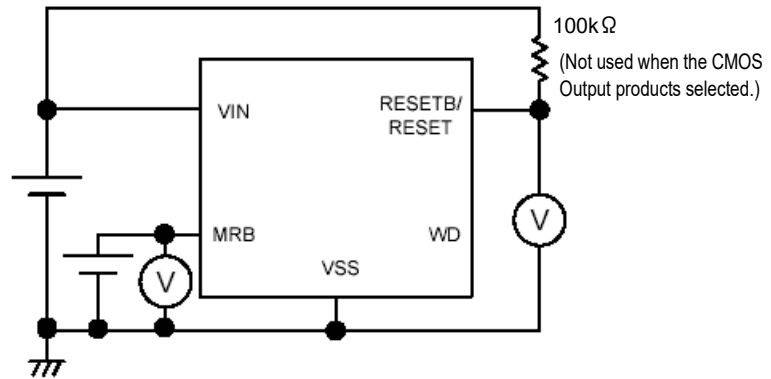 100kΩ
(Not used when the CMOS
Output products selected.)
VIN
RESETB/
RESET
MRB
WD
VSS
V
V